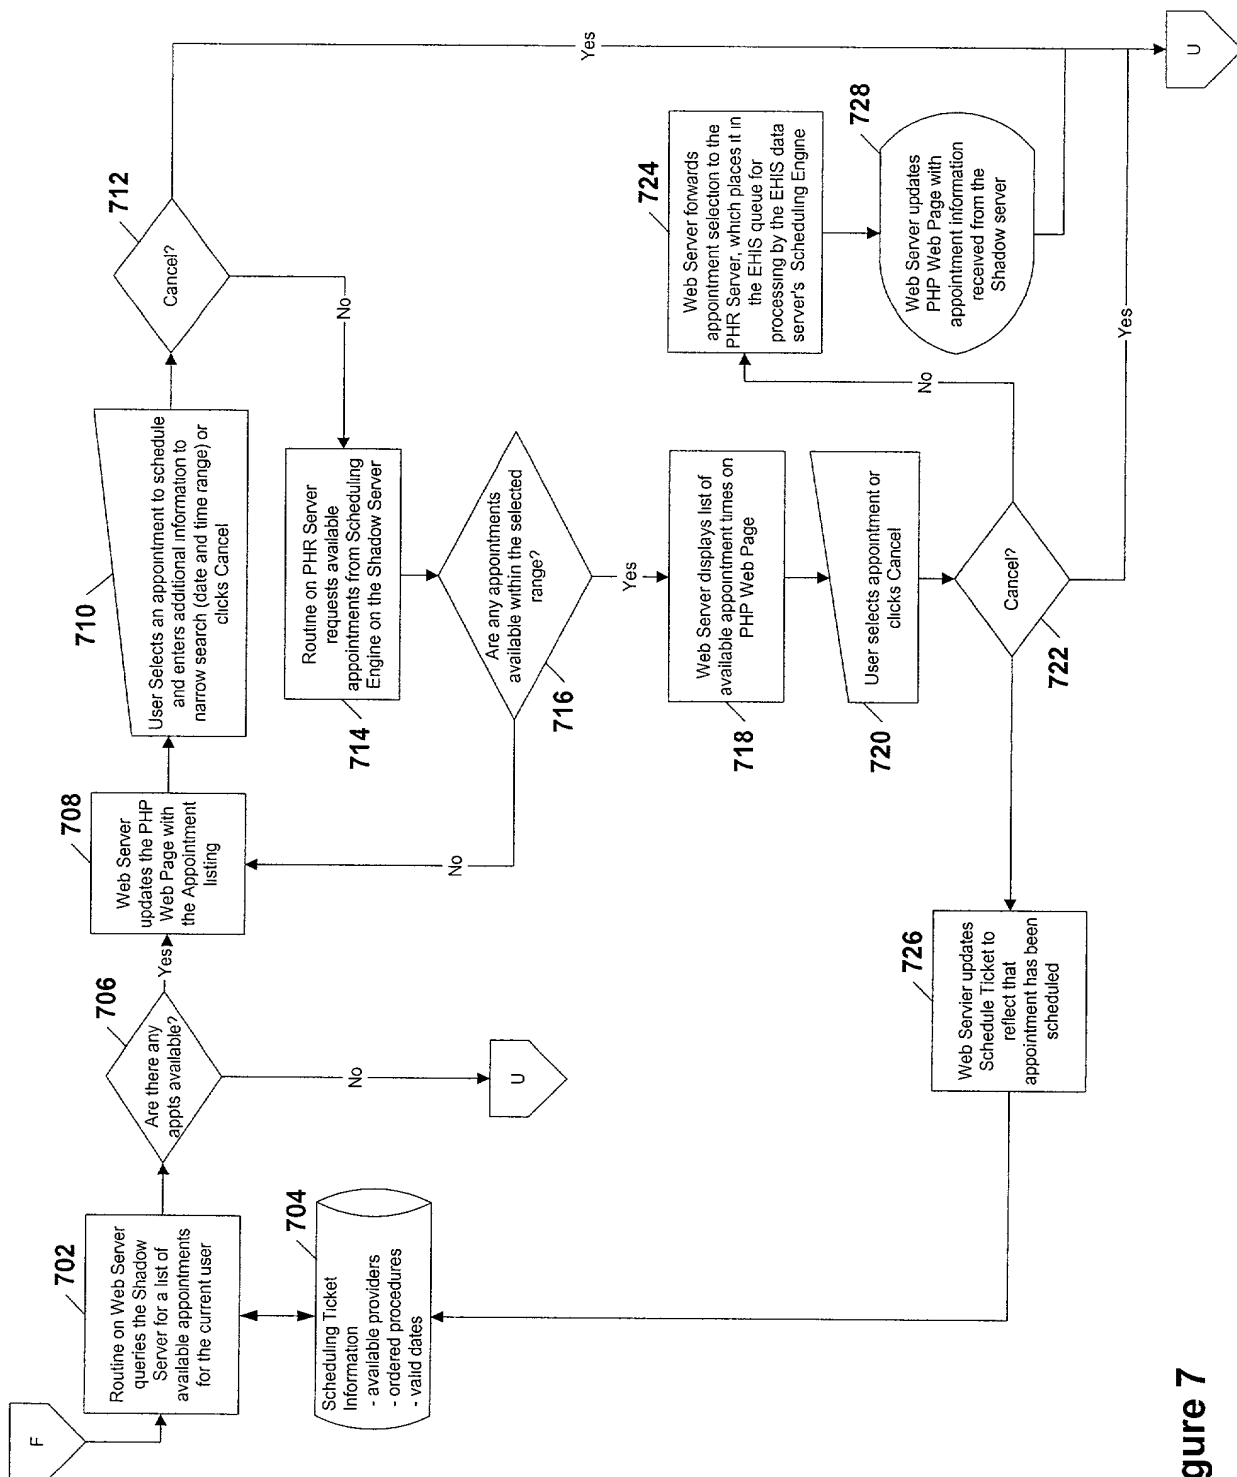 F
702
Routine on Web Server
queries the Shadow
Server for a list of
available appointments
for the current user
704
Scheduling Ticket
Information
- available providers
- ordered procedures
- valid dates
706
Are there any
appts available?
Yes
No
U
708
Web Server
updates the PHP
Web Page with
the Appointment
listing
710
User Selects an appointment to schedule
and enters additional information to
narrow search (date and time range) or
clicks Cancel
712
Cancel?
Yes
No
714
Routine on PHR Server
requests available
appointments from Scheduling
Engine on the Shadow Server
716
Are any appointments
available within the selected
range?
No
Yes
718
Web Server displays list of
available appointment times on
PHP Web Page
720
User selects appointment or
clicks Cancel
722
Cancel?
No
Yes
724
Web Server forwards
appointment selection to the
PHR Server, which places it in
the EHIS queue for
processing by the EHIS data
server's Scheduling Engine
726
Web Servier updates
Schedule Ticket to
reflect that
appointment has been
scheduled
728
Web Server updates
PHP Web Page with
appointment information
received from the
Shadow server
U
gure 7